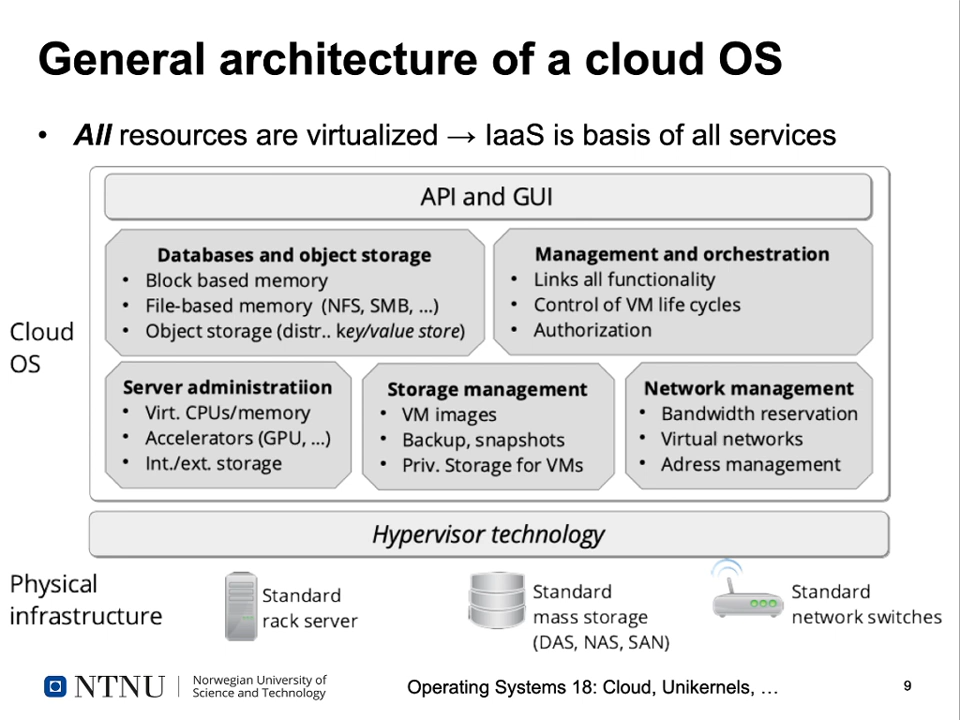 General architecture of a cloud OS
• All resources are virtualized → IaaS is basis of all services
API and GUI
Databases and object storage
• Block based memory
• File-based memory (NFS, SMB, ...)
• Object storage (distr.. key/value store)
Management and orchestration
• Links all functionality
• Control of VM life cycles
• Authorization
Cloud
OS
Server administratiion
• Virt. CPUs/memory
• Accelerators (GPU, ...)
• Int./ext. storage
Storage management
• VM images
• Backup, snapshots
• Priv. Storage for VMs
Network management
• Bandwidth reservation
• Virtual networks
• Adress management
Hypervisor technology
Physical
infrastructure
Standard
rack server
Standard
mass storage
(DAS, NAS, SAN)
Standard
network switches
NTNU
Norwegian University of
Science and Technology
Operating Systems 18: Cloud, Unikernels, …
9